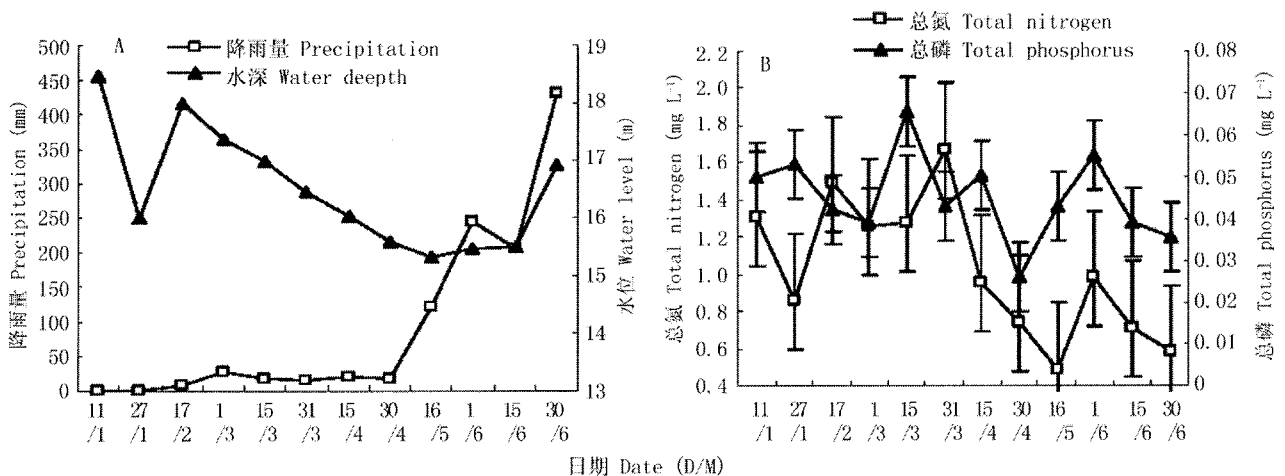 A
降雨量 Precipitation
水深 Water deepth
500
450
400
350
300
250
200
150
100
50
0
降雨量 Precipitation (mm)
19
18
17
16
15
14
13
水位 Water level (m)
11 27 17 1 15 31 15 30 16 1 15 30
/1 /1 /2 /3 /3 /3 /4 /4 /5 /6 /6 /6
总氮 Total nitrogen
总磷 Total phosphorus
B
2.2
2.0
1.8
1.6
1.4
1.2
1.0
0.8
0.6
0.4
总氮 Total nitrogen (mg L⁻¹)
0.08
0.07
0.06
0.05
0.04
0.03
0.02
0.01
0
总磷 Total phosphorus (mg L⁻¹)
11 27 17 1 15 31 15 30 16 1 15 30
/1 /1 /2 /3 /3 /3 /4 /4 /5 /6 /6 /6
日期 Date (D/M)